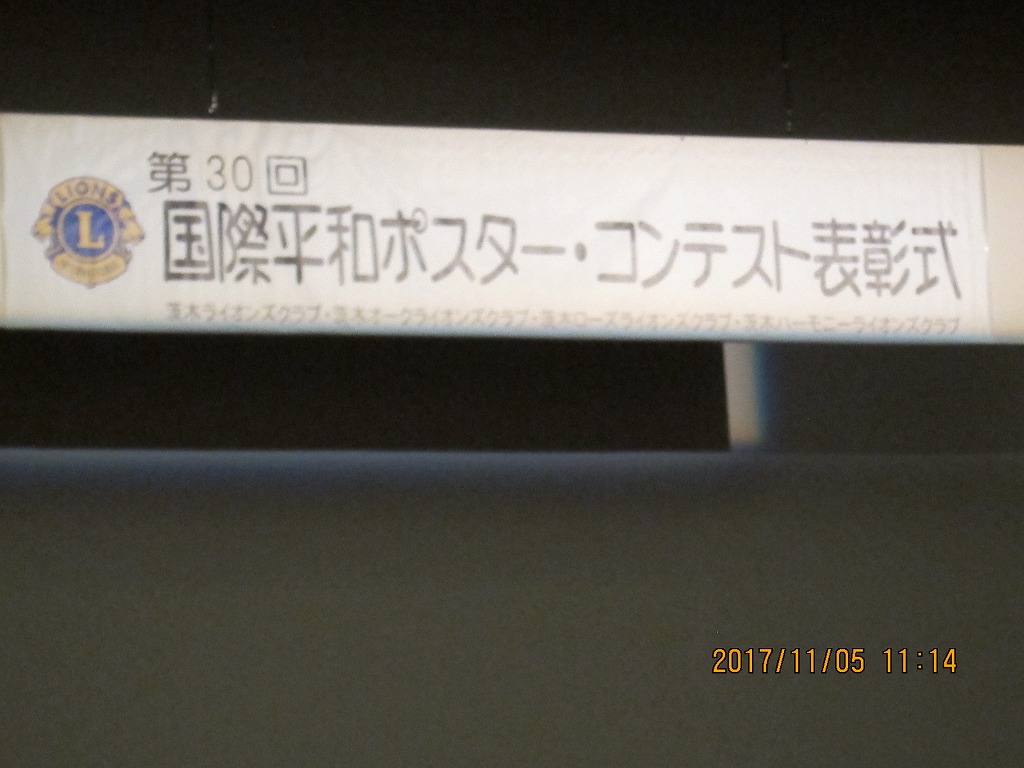 第30回
国際平和ポスター・コンテスト表彰式
茨木ライオンズクラブ・茨木オークライオンズクラブ・茨木ローズライオンズクラブ・茨木ハーモニーライオンズクラブ
LIONS
L
2017/11/05 11:14